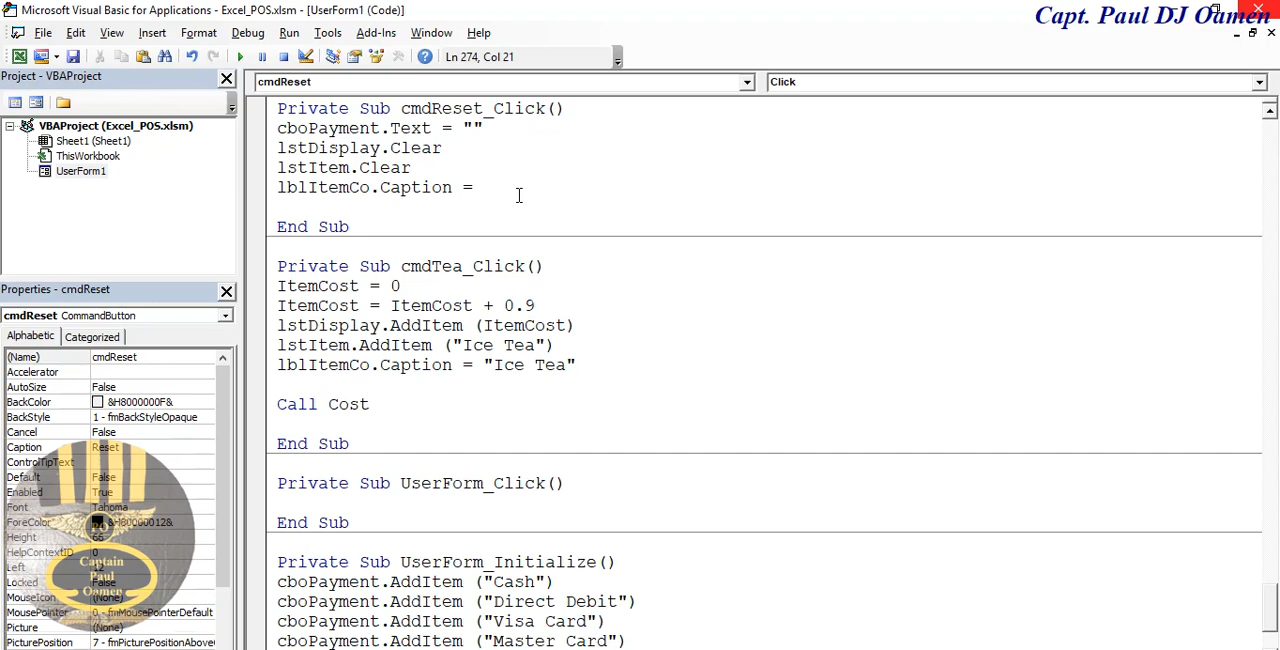 Microsoft Visual Basic for Applications - Excel_POS.xlsm - [UserForm1 (Code)]
Capt. Paul DJ Oamen
File Edit View Insert Format Debug Run Tools Add-Ins Window Help
Ln 274, Col 21
Project - VBAProject
cmdReset
Click
VBAProject (Excel_POS.xlsm)
Sheet1 (Sheet1)
ThisWorkbook
UserForm1
Properties - cmdReset
cmdReset CommandButton
Alphabetic Categorized
(Name) cmdReset
Accelerator
AutoSize False
BackColor &H8000000F&
BackStyle 1 - fmBackStyleOpaque
Cancel False
Caption Reset
ControlTipText
Default False
Enabled True
Font Tahoma
ForeColor &H80000012&
Height 66
HelpContextID 0
Left 12
Locked False
MouseIcon (None)
MousePointer 0 - fmMousePointerDefault
Picture (None)
PicturePosition 7 - fmPicturePositionAbove
Captain
Paul
Oamen
Private Sub cmdReset_Click()
cboPayment.Text = ""
lstDisplay.Clear
lstItem.Clear
lblItemCo.Caption =
End Sub
Private Sub cmdTea_Click()
ItemCost = 0
ItemCost = ItemCost + 0.9
lstDisplay.AddItem (ItemCost)
lstItem.AddItem ("Ice Tea")
lblItemCo.Caption = "Ice Tea"
Call Cost
End Sub
Private Sub UserForm_Click()
End Sub
Private Sub UserForm_Initialize()
cboPayment.AddItem ("Cash")
cboPayment.AddItem ("Direct Debit")
cboPayment.AddItem ("Visa Card")
cboPayment.AddItem ("Master Card")